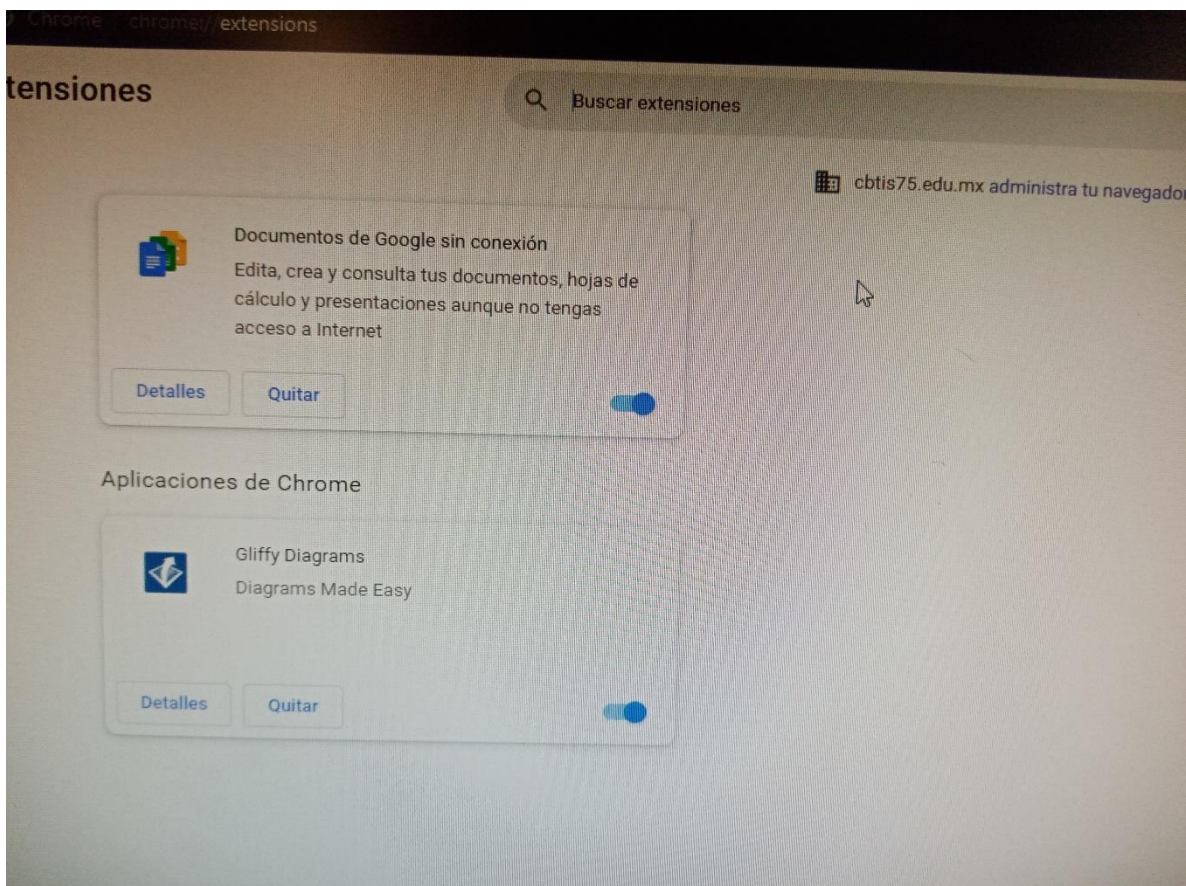 Chrome chrome://extensions
tensiones
Buscar extensiones
cbtis75.edu.mx administra tu navegador
Documentos de Google sin conexión
Edita, crea y consulta tus documentos, hojas de
cálculo y presentaciones aunque no tengas
acceso a Internet
Detalles Quitar
Aplicaciones de Chrome
Gliffy Diagrams
Diagrams Made Easy
Detalles Quitar